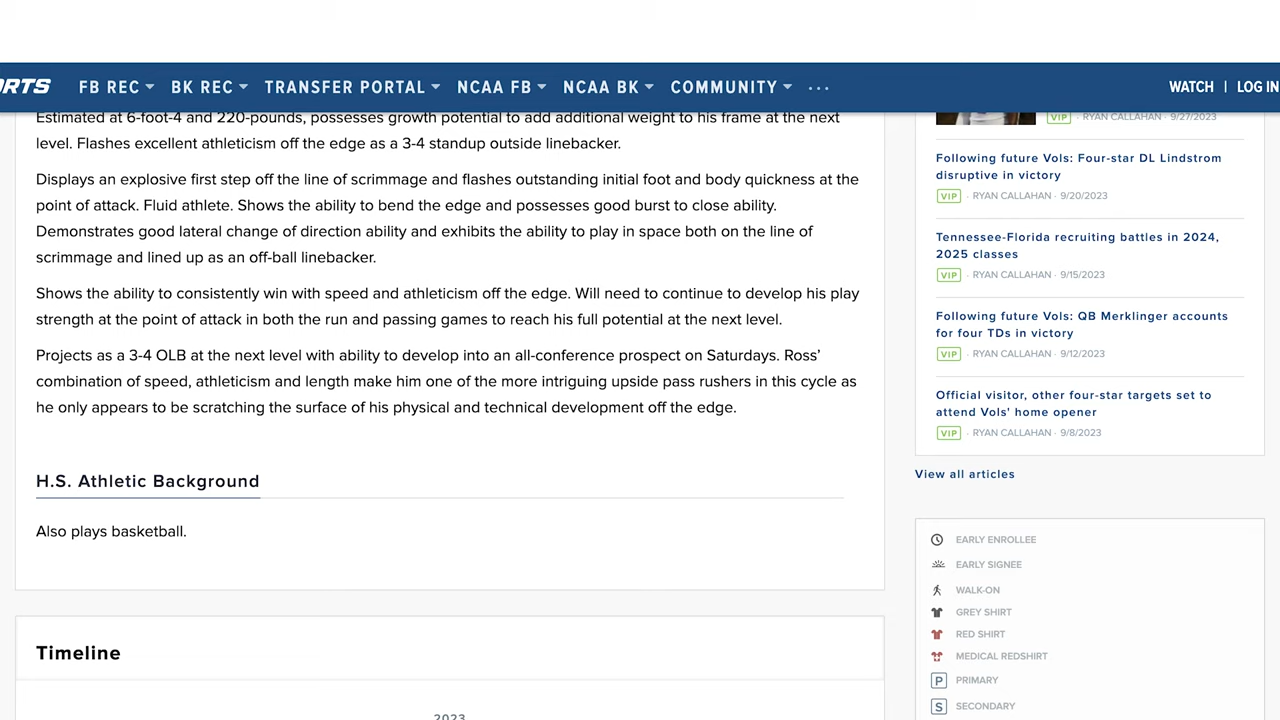 ORTS FB REC BK REC TRANSFER PORTAL NCAA FB NCAA BK COMMUNITY ... WATCH | LOG IN
Estimated at 6-foot-4 and 220-pounds, possesses growth potential to add additional weight to his frame at the next
level. Flashes excellent athleticism off the edge as a 3-4 standup outside linebacker.
Displays an explosive first step off the line of scrimmage and flashes outstanding initial foot and body quickness at the
point of attack. Fluid athlete. Shows the ability to bend the edge and possesses good burst to close ability.
Demonstrates good lateral change of direction ability and exhibits the ability to play in space both on the line of
scrimmage and lined up as an off-ball linebacker.
Shows the ability to consistently win with speed and athleticism off the edge. Will need to continue to develop his play
strength at the point of attack in both the run and passing games to reach his full potential at the next level.
Projects as a 3-4 OLB at the next level with ability to develop into an all-conference prospect on Saturdays. Ross’
combination of speed, athleticism and length make him one of the more intriguing upside pass rushers in this cycle as
he only appears to be scratching the surface of his physical and technical development off the edge.
H.S. Athletic Background
Also plays basketball.
Timeline
2023
VIP · RYAN CALLAHAN · 9/27/2023
Following future Vols: Four-star DL Lindstrom
disruptive in victory
VIP · RYAN CALLAHAN · 9/20/2023
Tennessee-Florida recruiting battles in 2024,
2025 classes
VIP · RYAN CALLAHAN · 9/15/2023
Following future Vols: QB Merklinger accounts
for four TDs in victory
VIP · RYAN CALLAHAN · 9/12/2023
Official visitor, other four-star targets set to
attend Vols' home opener
VIP · RYAN CALLAHAN · 9/8/2023
View all articles
EARLY ENROLLEE
EARLY SIGNEE
WALK-ON
GREY SHIRT
RED SHIRT
MEDICAL REDSHIRT
P PRIMARY
S SECONDARY